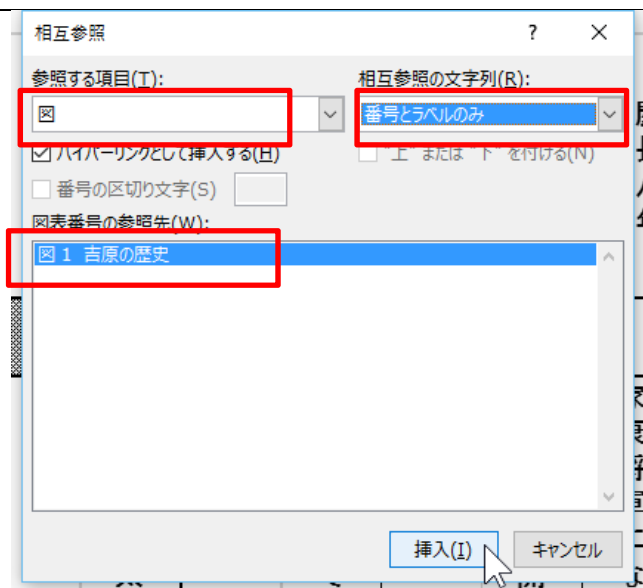 相互参照 ?
参照する項目(T): 相互参照の文字列(R):
図 番号とラベルのみ
ハイパーリンクとして挿入する(H) "上" または "下" を付ける(N)
番号の区切り文字(S)
図表番号の参照先(W):
図 1 吉原の歴史
挿入(I) キャンセル